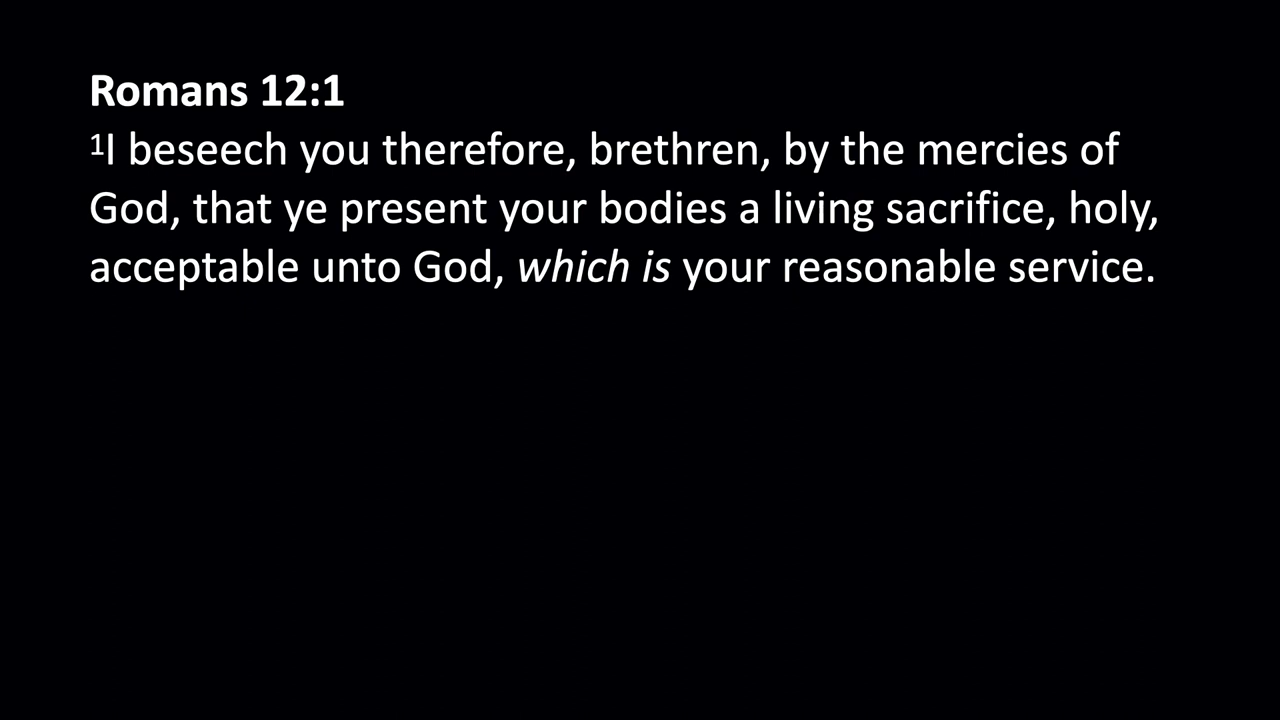 Romans 12:1
¹I beseech you therefore, brethren, by the mercies of
God, that ye present your bodies a living sacrifice, holy,
acceptable unto God, which is your reasonable service.